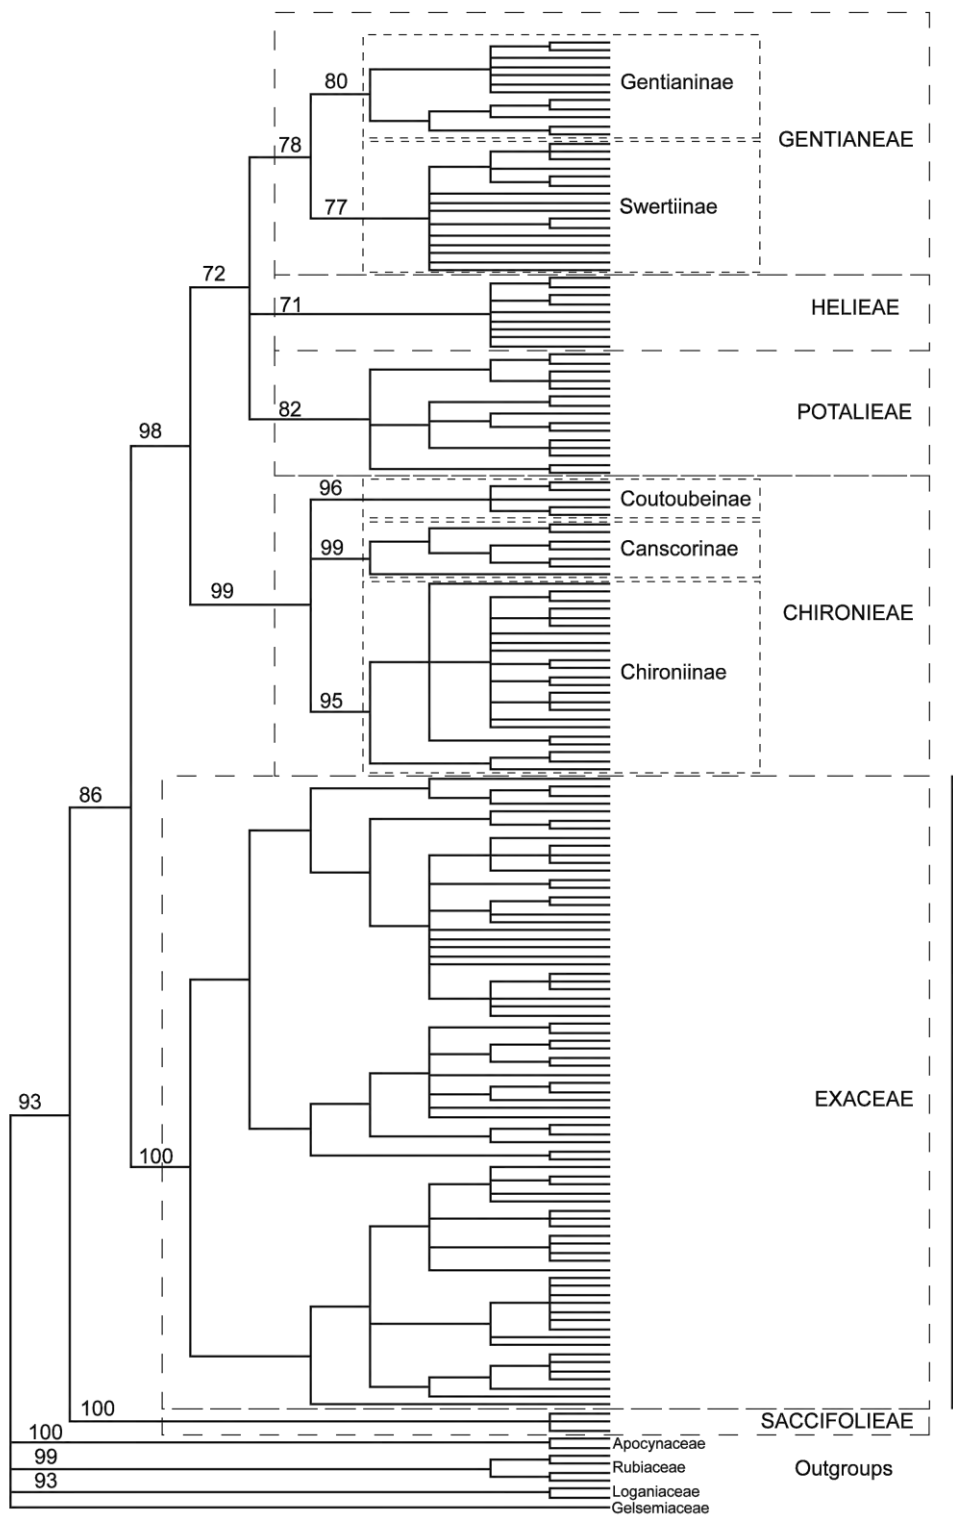 80
Gentianinae
78
GENTIANEAE
77
Swertiinae
72
71
HELIEAE
82
POTALIEAE
98
96
Coutoubeinae
99
Canscorinae
99
CHIRONIEAE
95
Chironiinae
86
93
EXACEAE
100
100
SACCIFOLIEAE
100
Apocynaceae
99
Rubiaceae
Outgroups
93
Loganiaceae
Gelsemiaceae